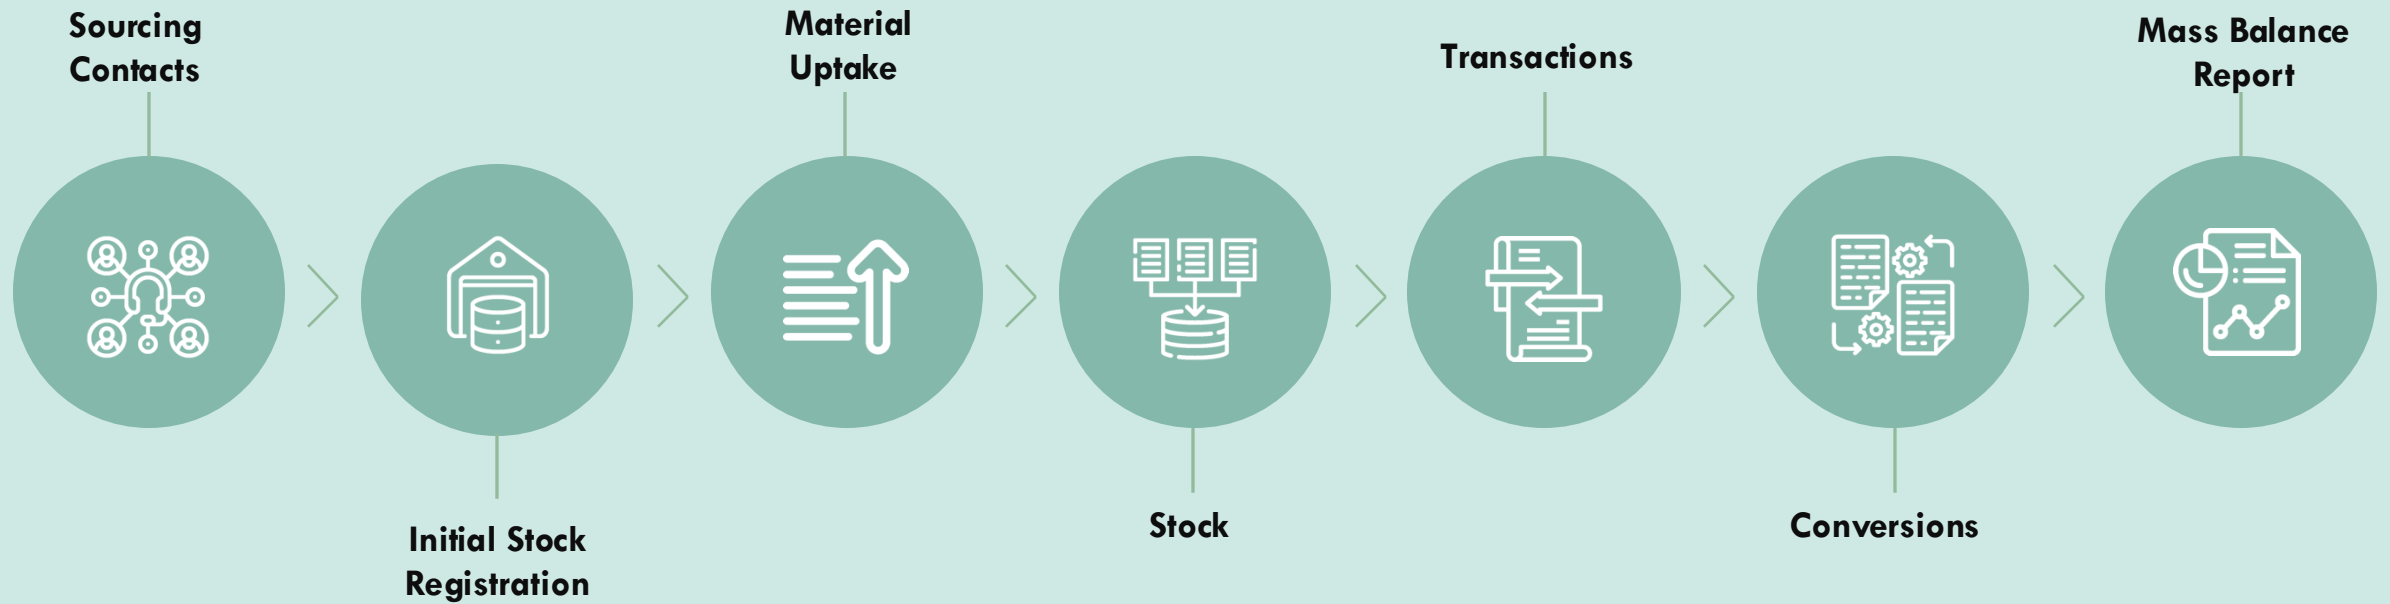 Sourcing
Contacts
Initial Stock
Registration
Material
Uptake
Stock
Transactions
Conversions
Mass Balance
Report